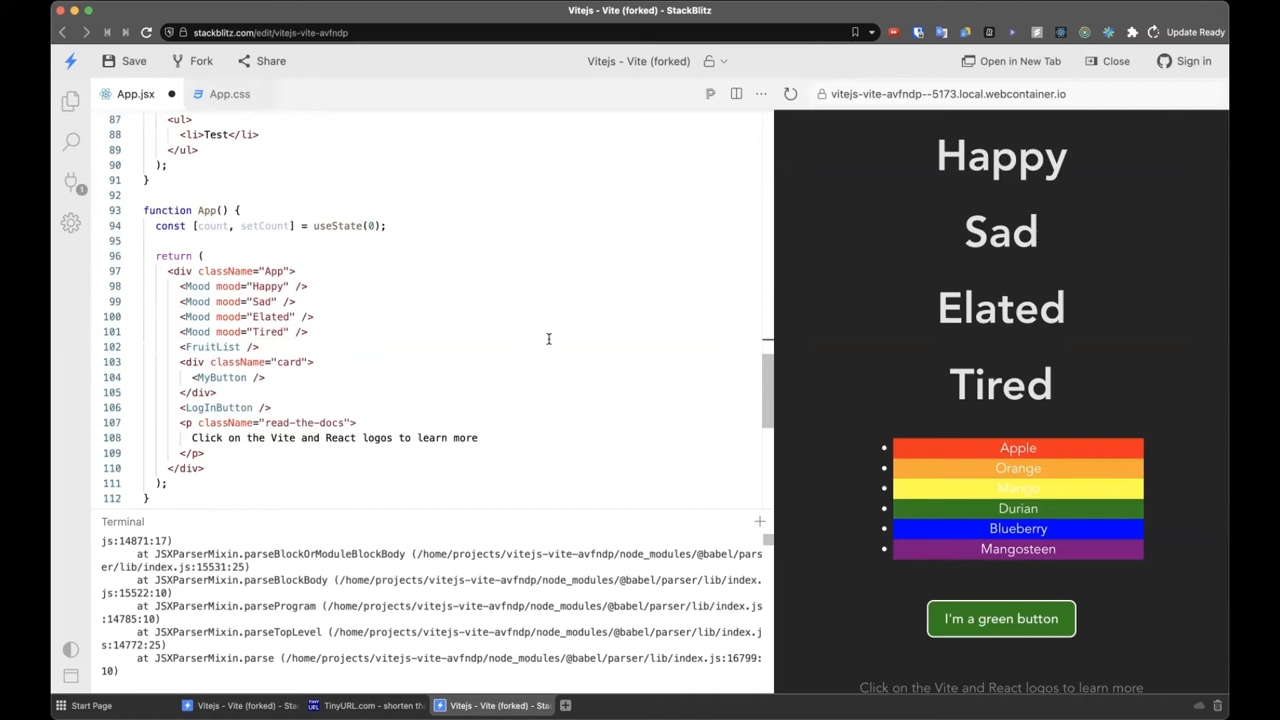 Vitejs - Vite (forked) - StackBlitz
stackblitz.com/edit/vitejs-vite-avfndp
Update Ready
Save
Fork
Share
Vitejs - Vite (forked)
Open in New Tab
Close
Sign in
App.jsx
App.css
vitejs-vite-avfndp--5173.local.webcontainer.io
87 <ul>
88 <li>Test</li>
89 </ul>
90 );
91 }
92
93 function App() {
94 const [count, setCount] = useState(0);
95
96 return (
97 <div className="App">
98 <Mood mood="Happy" />
99 <Mood mood="Sad" />
100 <Mood mood="Elated" />
101 <Mood mood="Tired" />
102 <FruitList />
103 <div className="card">
104 <MyButton />
105 </div>
106 <LogInButton />
107 <p className="read-the-docs">
108 Click on the Vite and React logos to learn more
109 </p>
110 </div>
111 );
112 }
1
Terminal
js:14871:17)
at JSXParserMixin.parseBlockOrModuleBlockBody (/home/projects/vitejs-vite-avfndp/node_modules/@babel/pars
er/lib/index.js:15531:25)
at JSXParserMixin.parseBlockBody (/home/projects/vitejs-vite-avfndp/node_modules/@babel/parser/lib/index.
js:15522:10)
at JSXParserMixin.parseProgram (/home/projects/vitejs-vite-avfndp/node_modules/@babel/parser/lib/index.js
:14785:10)
at JSXParserMixin.parseTopLevel (/home/projects/vitejs-vite-avfndp/node_modules/@babel/parser/lib/index.j
s:14772:25)
at JSXParserMixin.parse (/home/projects/vitejs-vite-avfndp/node_modules/@babel/parser/lib/index.js:16799:
10)
Happy
Sad
Elated
Tired
Apple
Orange
Mango
Durian
Blueberry
Mangosteen
I'm a green button
Click on the Vite and React logos to learn more
Start Page
Vitejs - Vite (forked) - Sta
TINY URL
TinyURL.com - shorten th
Vitejs - Vite (forked) - Sta